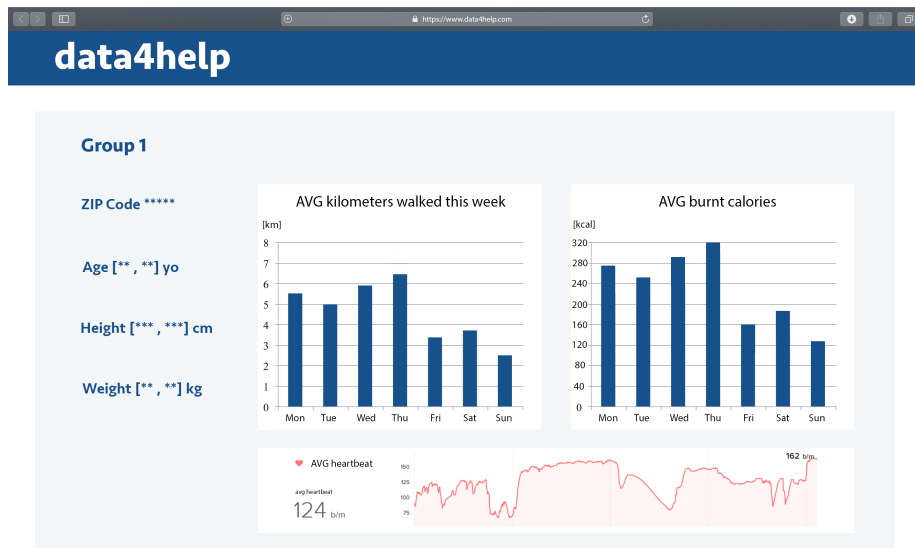 https://www.data4help.com
data4help
Group 1
ZIP Code *****
Age [** , **] yo
Height [*** , ***] cm
Weight [** , **] kg
AVG kilometers walked this week
[km]
8
7
6
5
4
3
2
1
0
Mon Tue Wed Thu Fri Sat Sun
AVG burnt calories
[kcal]
320
280
240
200
160
120
80
40
0
Mon Tue Wed Thu Fri Sat Sun
AVG heartbeat
avg heartbeat
124 b/m
150
125
100
75
162 b/m